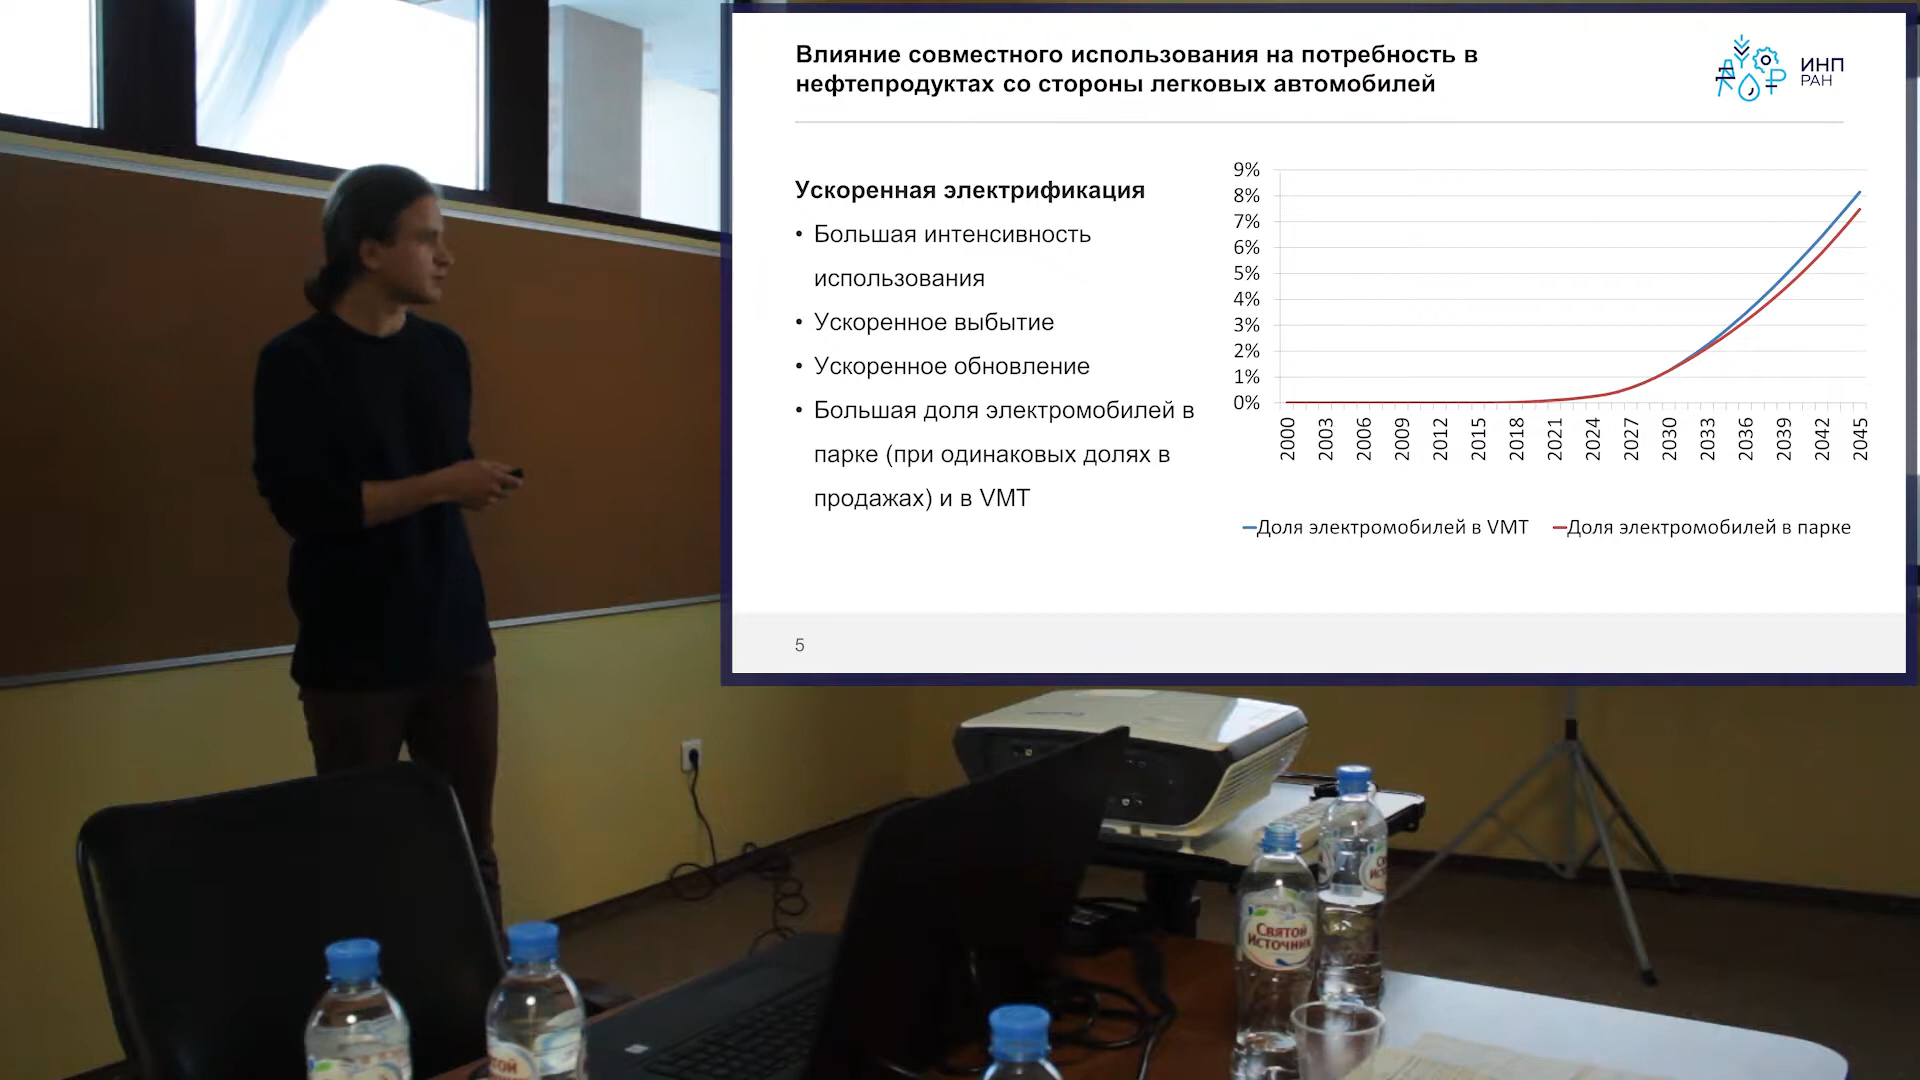 Влияние совместного использования на потребность в
нефтепродуктах со стороны легковых автомобилей
ИНП
РАН
Ускоренная электрификация
• Большая интенсивность
использования
• Ускоренное выбытие
• Ускоренное обновление
• Большая доля электромобилей в
парке (при одинаковых долях в
продажах) и в VMT
9%
8%
7%
6%
5%
4%
3%
2%
1%
0%
2000
2003
2006
2009
2012
2015
2018
2021
2024
2027
2030
2033
2036
2039
2042
2045
Доля электромобилей в VMT
Доля электромобилей в парке
5
Святой
Источник